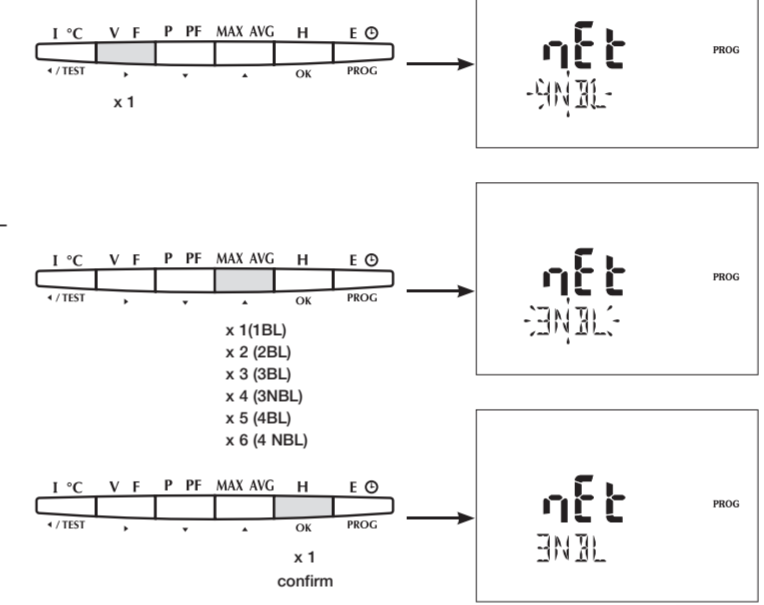 I °C V F P PF MAX AVG H E
/ TEST OK PROG
x 1
nEt
PROG
4NBL
I °C V F P PF MAX AVG H E
/ TEST OK PROG
x 1(1BL)
x 2 (2BL)
x 3 (3BL)
x 4 (3NBL)
x 5 (4BL)
x 6 (4 NBL)
nEt
PROG
3NBL
I °C V F P PF MAX AVG H E
/ TEST OK PROG
x 1
confirm
nEt
PROG
3NBL